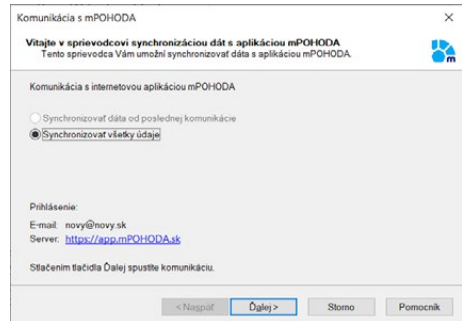 Komunikácia s mPOHODA
Vitajte v sprievodcovi synchronizáciou dát s aplikáciou mPOHODA
Tento sprievodca Vám umožní synchronizovať dáta s aplikáciou mPOHODA.
m
Komunikácia s internetovou aplikáciou mPOHODA
Synchronizovať dáta od poslednej komunikácie
Synchronizovať všetky údaje
Prihlásenie:
E-mail: novy@novy.sk
Server: https://app.mPOHODA.sk
Stlačením tlačidla Ďalej spustíte komunikáciu.
< Naspäť Ďalej > Storno Pomocník